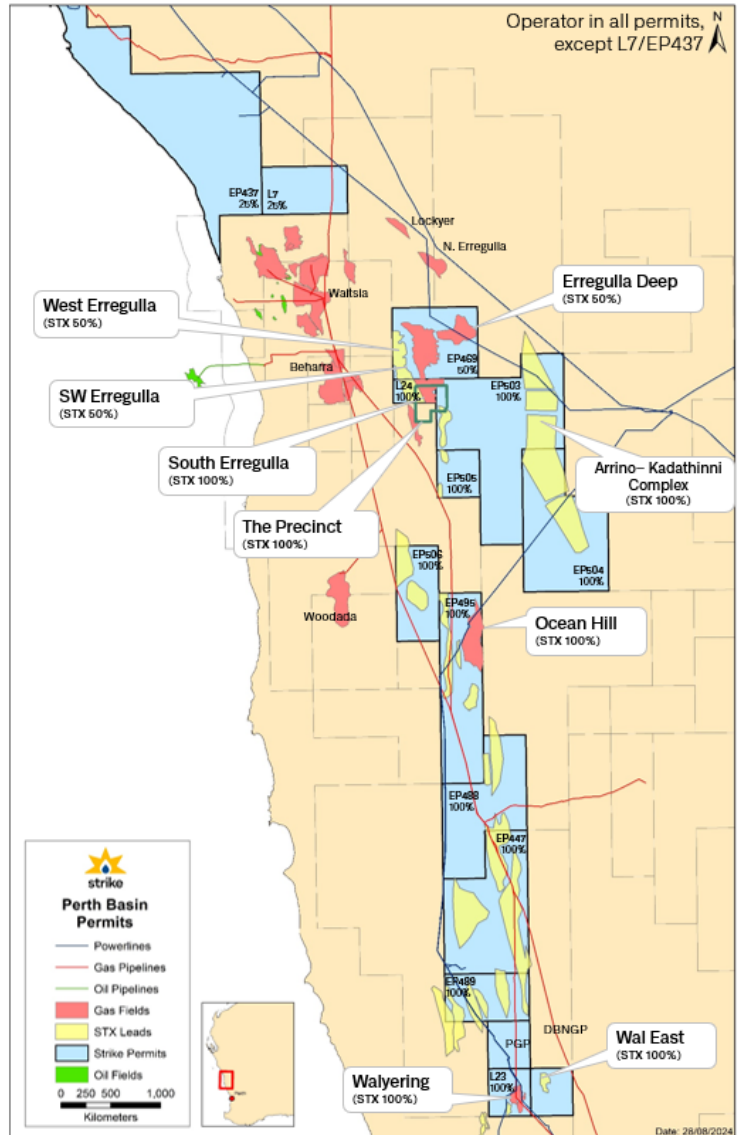 Operator in all permits,
except L7/EP437
N
EP437
25%
L7
25%
Lockyer
N. Erregulla
Waitsia
Erregulla Deep
(STX 50%)
West Erregulla
(STX 50%)
Beharra
SW Erregulla
(STX 50%)
EP469
50%
L24
100%
EP503
100%
South Erregulla
(STX 100%)
EP505
100%
Arrino– Kadathinni
Complex
(STX 100%)
The Precinct
(STX 100%)
EP506
100%
EP504
100%
Woodada
EP495
100%
Ocean Hill
(STX 100%)
EP488
100%
EP447
100%
EP489
100%
DBNGP
PGP
Wal East
(STX 100%)
L23
100%
Walyering
(STX 100%)
strike
Perth Basin
Permits
Powerlines
Gas Pipelines
Oil Pipelines
Gas Fields
STX Leads
Strike Permits
Oil Fields
0 250 500 1,000
Kilometers
Perth
Date: 28/08/2024